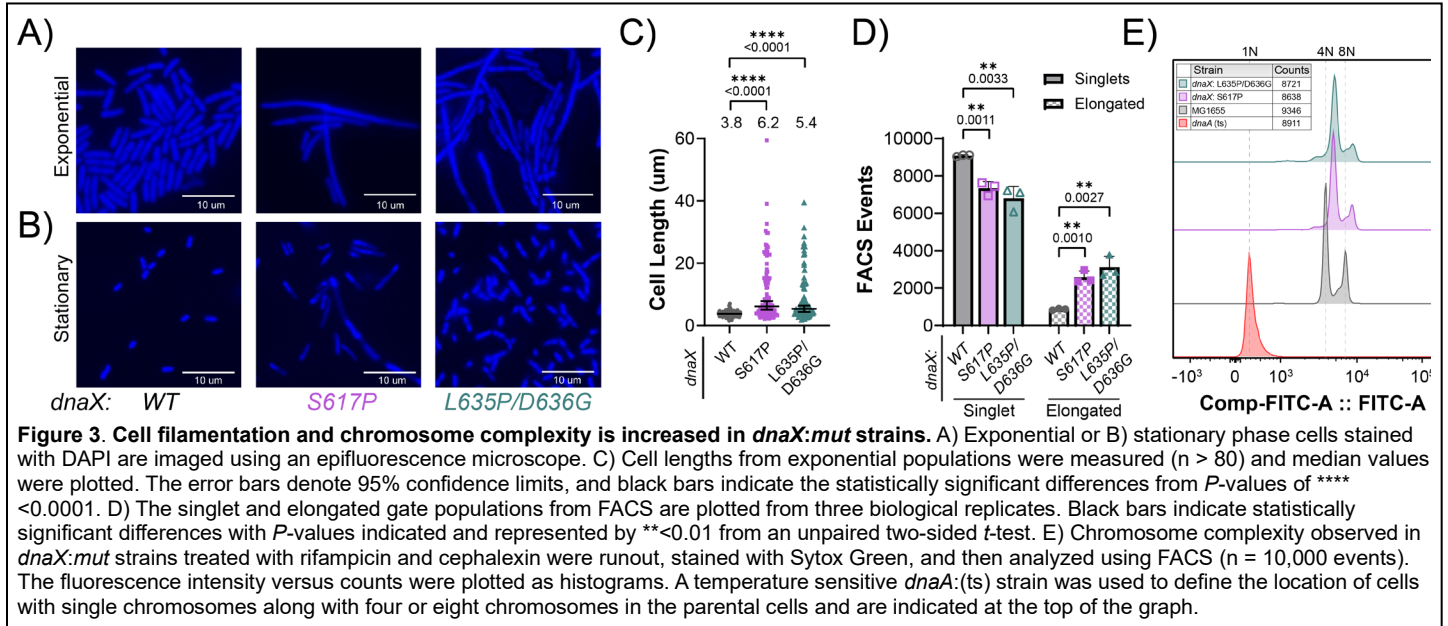 A)
Exponential
10 um
10 um
10 um
B)
Stationary
10 um
10 um
10 um
dnaX: WT
S617P
L635P/D636G
C)
****
<0.0001
****
<0.0001
3.8 6.2 5.4
Cell Length (um)
60
40
20
0
dnaX:
WT
S617P
L635P/
D636G
D)
**
0.0033
**
0.0011
Singlets
Elongated
**
0.0027
**
0.0010
FACS Events
10000
8000
6000
4000
2000
0
dnaX:
WT
S617P
L635P/
D636G
WT
S617P
L635P/
D636G
Singlet
Elongated
E)
1N 4N 8N
Strain Counts
dnaX: L635P/D636G 8721
dnaX: S617P 8638
MG1655 9346
dnaA (ts) 8911
-10³ 0 10³ 10⁴ 10⁵
Comp-FITC-A :: FITC-A
Figure 3. Cell filamentation and chromosome complexity is increased in dnaX:mut strains. A) Exponential or B) stationary phase cells stained
with DAPI are imaged using an epifluorescence microscope. C) Cell lengths from exponential populations were measured (n > 80) and median values
were plotted. The error bars denote 95% confidence limits, and black bars indicate the statistically significant differences from P-values of ****
<0.0001. D) The singlet and elongated gate populations from FACS are plotted from three biological replicates. Black bars indicate statistically
significant differences with P-values indicated and represented by **<0.01 from an unpaired two-sided t-test. E) Chromosome complexity observed in
dnaX:mut strains treated with rifampicin and cephalexin were runout, stained with Sytox Green, and then analyzed using FACS (n = 10,000 events).
The fluorescence intensity versus counts were plotted as histograms. A temperature sensitive dnaA:(ts) strain was used to define the location of cells
with single chromosomes along with four or eight chromosomes in the parental cells and are indicated at the top of the graph.